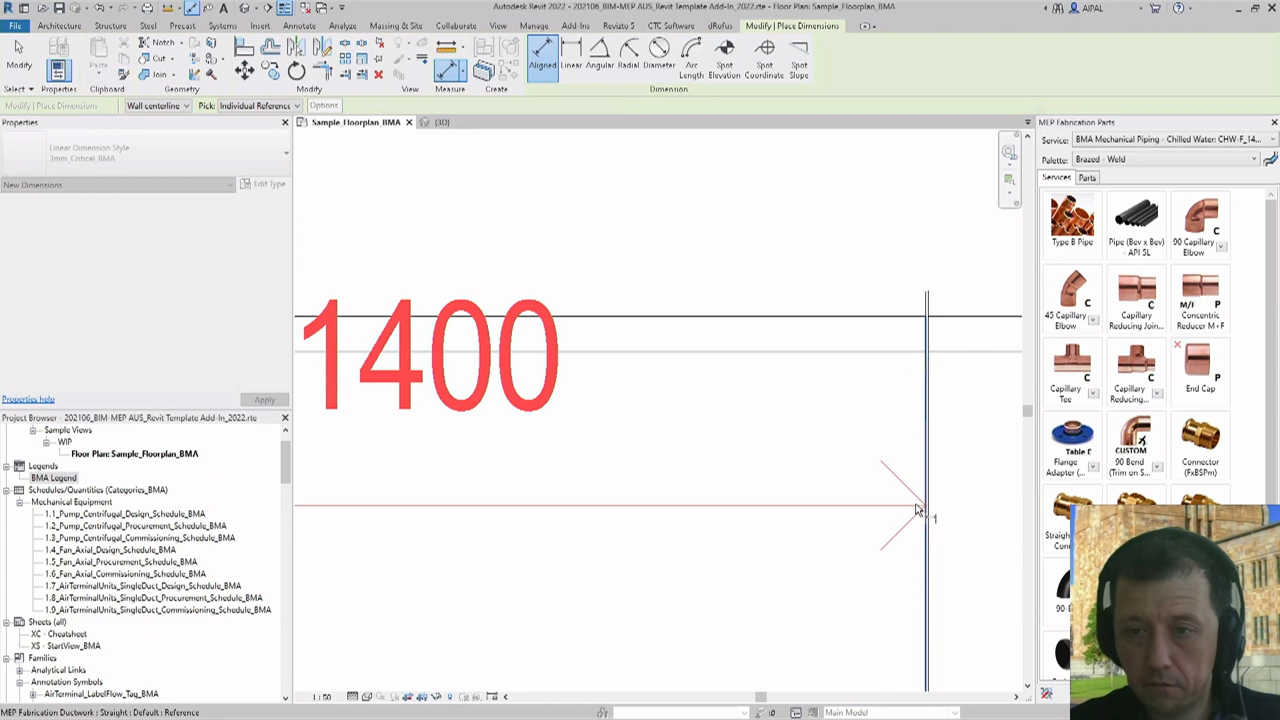 Autodesk Revit 2022 - 202106_BIM-MEP AUS_Revit Template Add-In_2022.rte - Floor Plan: Sample_Floorplan_BMA
AIPAL
File Architecture Structure Steel Precast Systems Insert Annotate Analyze Massing & Site Collaborate View Manage Add-Ins Revizto 5 CTC Software Rufus Modify | Place Dimensions
Modify
Paste
Notch
Cut
Join
Aligned Linear Angular Radial Diameter Arc Length Spot Elevation Spot Coordinate Spot Slope
Select Properties Clipboard Geometry Modify View Measure Create Dimension
Modify | Place Dimensions Wall centerline Pick: Individual Reference Options
Properties
Linear Dimension Style
3mm_Critical_BMA
New Dimensions Edit Type
Properties help Apply
Project Browser - 202106_BIM-MEP AUS_Revit Template Add-In_2022.rte
Sample Views
WIP
Floor Plan: Sample_Floorplan_BMA
Legends
BMA Legend
Schedules/Quantities (Categories_BMA)
Mechanical Equipment
1.1_Pump_Centrifugal_Design_Schedule_BMA
1.2_Pump_Centrifugal_Procurement_Schedule_BMA
1.3_Pump_Centrifugal_Commissioning_Schedule_BMA
1.4_Fan_Axial_Design_Schedule_BMA
1.5_Fan_Axial_Procurement_Schedule_BMA
1.6_Fan_Axial_Commissioning_Schedule_BMA
1.7_AirTerminalUnits_SingleDuct_Design_Schedule_BMA
1.8_AirTerminalUnits_SingleDuct_Procurement_Schedule_BMA
1.9_AirTerminalUnits_SingleDuct_Commissioning_Schedule_BMA
Sheets (all)
XC - Cheatsheet
XS - StartView_BMA
Families
Analytical Links
Annotation Symbols
AirTerminal_LabelFlow_Tag_BMA
Sample_Floorplan_BMA {3D}
1400
1
1 : 50
MEP Fabrication Parts
Service: BMA Mechanical Piping - Chilled Water: CHW-F_14...
Palette: Brazed - Weld
Services Parts
Type B Pipe
Pipe (Bev x Bev) - API 5L
90 Capillary Elbow
C
45 Capillary Elbow
C
Capillary Reducing Join...
C
Concentric Reducer M+F
M/F P
Capillary Tee
C
Capillary Reducing...
C
End Cap
P
Flange Adapter (...
Table E
90 Bend (Trim on S...
CUSTOM
Connector (FxBSPm)
MEP Fabrication Ductwork : Straight : Default : Reference
:0
Main Model